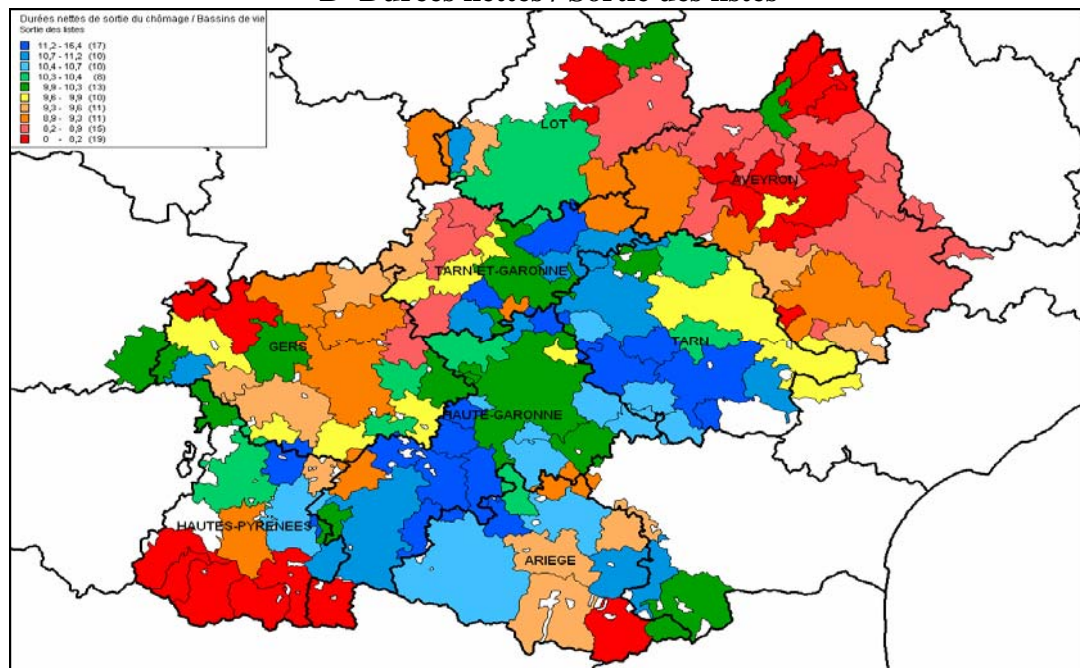 B- Durées nettes / Sortie des listes
Durées nettes de sortie du chômage / Bassins de vie
Sortie des listes
11,2 - 16,4 (17)
10,7 - 11,2 (10)
10,4 - 10,7 (10)
10,3 - 10,4 (8)
9,9 - 10,3 (13)
9,6 - 9,9 (10)
9,3 - 9,6 (11)
8,9 - 9,3 (11)
8,2 - 8,9 (15)
0 - 8,2 (19)
LOT
AVEYRON
TARN-ET-GARONNE
GERS
TARN
HAUTE-GARONNE
HAUTES-PYRENEES
ARIEGE